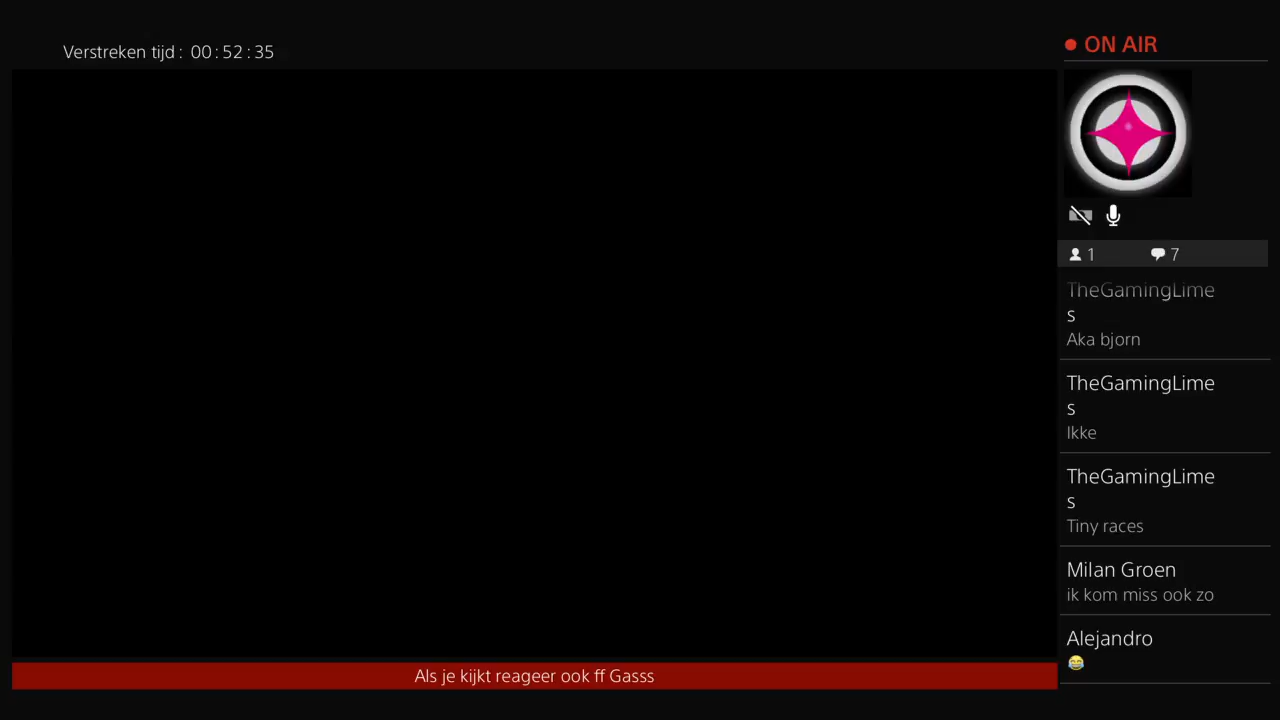 Verstreken tijd : 00 : 52 : 35
ON AIR
1
7
TheGamingLime
s
Aka bjorn
TheGamingLime
s
Ikke
TheGamingLime
s
Tiny races
Milan Groen
ik kom miss ook zo
Alejandro
😂
Als je kijkt reageer ook ff Gasss